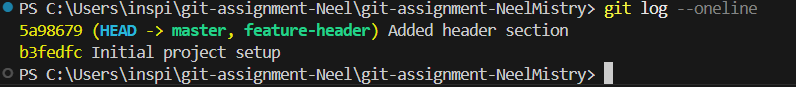 PS C:\Users\inspi\git-assignment-Neel\git-assignment-NeelMistry> git log --oneline
5a98679 (HEAD -> master, feature-header) Added header section
b3fedfc Initial project setup
PS C:\Users\inspi\git-assignment-Neel\git-assignment-NeelMistry>